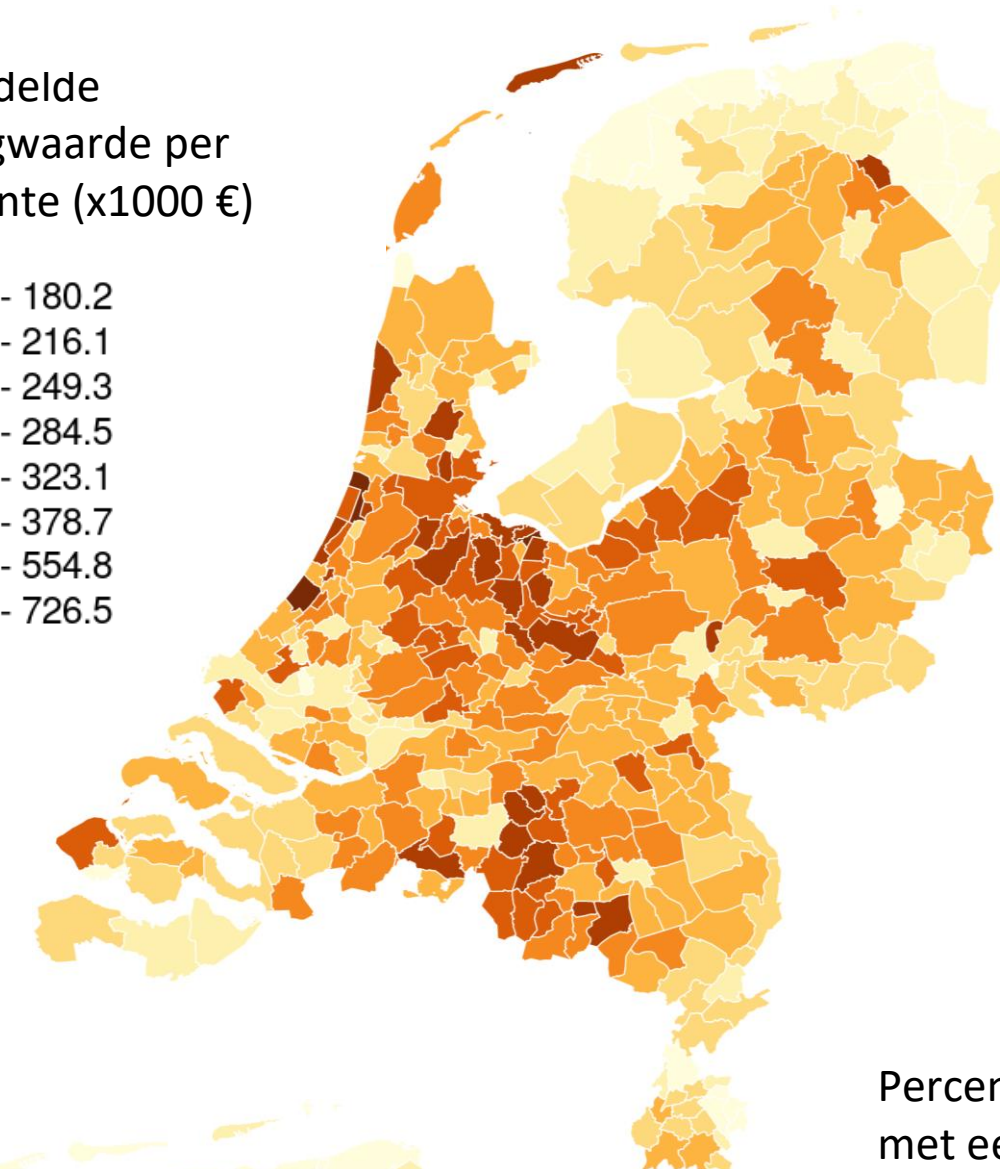 delde
gwaarde per
nte (x1000 €)
- 180.2
- 216.1
- 249.3
- 284.5
- 323.1
- 378.7
- 554.8
- 726.5
Percen
met ee